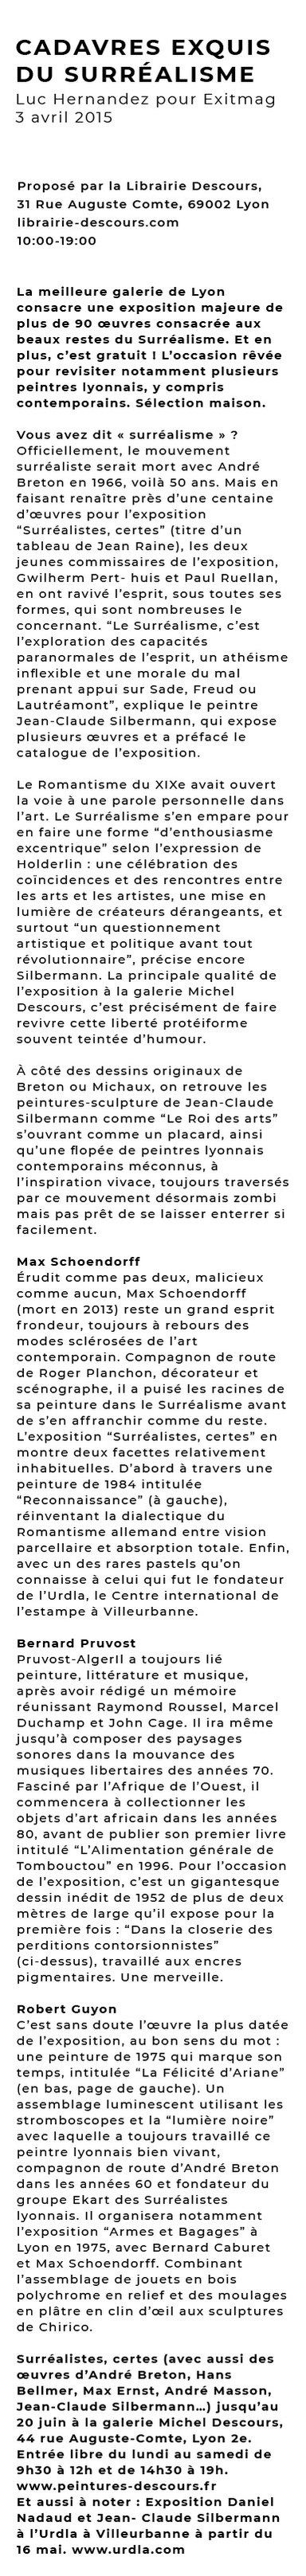 CADAVRES EXQUIS
DU SURRÉALISME
Luc Hernandez pour Exitmag
3 avril 2015
Proposé par la Librairie Descours,
31 Rue Auguste Comte, 69002 Lyon
librairie-descours.com
10:00-19:00
La meilleure galerie de Lyon
consacre une exposition majeure de
plus de 90 œuvres consacrée aux
beaux restes du Surréalisme. Et en
plus, c’est gratuit ! L’occasion rêvée
pour revisiter notamment plusieurs
peintres lyonnais, y compris
contemporains. Sélection maison.
Vous avez dit « surréalisme » ?
Officiellement, le mouvement
surréaliste serait mort avec André
Breton en 1966, voilà 50 ans. Mais en
faisant renaître près d’une centaine
d’œuvres pour l’exposition
“Surréalistes, certes” (titre d’un
tableau de Jean Raine), les deux
jeunes commissaires de l’exposition,
Gwilherm Pert- huis et Paul Ruellan,
en ont ravivé l’esprit, sous toutes ses
formes, qui sont nombreuses le
concernant. “Le Surréalisme, c’est
l’exploration des capacités
paranormales de l’esprit, un athéisme
inflexible et une morale du mal
prenant appui sur Sade, Freud ou
Lautréamont”, explique le peintre
Jean-Claude Silbermann, qui expose
plusieurs œuvres et a préfacé le
catalogue de l’exposition.
Le Romantisme du XIXe avait ouvert
la voie à une parole personnelle dans
l’art. Le Surréalisme s’en empare pour
en faire une forme “d’enthousiasme
excentrique” selon l’expression de
Holderlin : une célébration des
coïncidences et des rencontres entre
les arts et les artistes, une mise en
lumière de créateurs dérangeants, et
surtout “un questionnement
artistique et politique avant tout
révolutionnaire”, précise encore
Silbermann. La principale qualité de
l’exposition à la galerie Michel
Descours, c’est précisément de faire
revivre cette liberté protéiforme
souvent teintée d’humour.
À côté des dessins originaux de
Breton ou Michaux, on retrouve les
peintures-sculpture de Jean-Claude
Silbermann comme “Le Roi des arts”
s’ouvrant comme un placard, ainsi
qu’une flopée de peintres lyonnais
contemporains méconnus, à
l’inspiration vivace, toujours traversés
par ce mouvement désormais zombi
mais pas prêt de se laisser enterrer si
facilement.
Max Schoendorff
Érudit comme pas deux, malicieux
comme aucun, Max Schoendorff
(mort en 2013) reste un grand esprit
frondeur, toujours à rebours des
modes sclérosées de l’art
contemporain. Compagnon de route
de Roger Planchon, décorateur et
scénographe, il a puisé les racines de
sa peinture dans le Surréalisme avant
de s’en affranchir comme du reste.
L’exposition “Surréalistes, certes” en
montre deux facettes relativement
inhabituelles. D’abord à travers une
peinture de 1984 intitulée
“Reconnaissance” (à gauche),
réinventant la dialectique du
Romantisme allemand entre vision
parcellaire et absorption totale. Enfin,
avec un des rares pastels qu’on
connaisse à celui qui fut le fondateur
de l’Urdla, le Centre international de
l’estampe à Villeurbanne.
Bernard Pruvost
Pruvost-AlgerIl a toujours lié
peinture, littérature et musique,
après avoir rédigé un mémoire
réunissant Raymond Roussel, Marcel
Duchamp et John Cage. Il ira même
jusqu’à composer des paysages
sonores dans la mouvance des
musiques libertaires des années 70.
Fasciné par l’Afrique de l’Ouest, il
commencera à collectionner les
objets d’art africain dans les années
80, avant de publier son premier livre
intitulé “L’Alimentation générale de
Tombouctou” en 1996. Pour l’occasion
de l’exposition, c’est un gigantesque
dessin inédit de 1952 de plus de deux
mètres de large qu’il expose pour la
première fois : “Dans la closerie des
perditions contorsionnistes”
(ci-dessus), travaillé aux encres
pigmentaires. Une merveille.
Robert Guyon
C’est sans doute l’œuvre la plus datée
de l’exposition, au bon sens du mot :
une peinture de 1975 qui marque son
temps, intitulée “La Félicité d’Ariane”
(en bas, page de gauche). Un
assemblage luminescent utilisant les
stromboscopes et la “lumière noire”
avec laquelle a toujours travaillé ce
peintre lyonnais bien vivant,
compagnon de route d’André Breton
dans les années 60 et fondateur du
groupe Ekart des Surréalistes
lyonnais. Il organisera notamment
l’exposition “Armes et Bagages” à
Lyon en 1975, avec Bernard Caburet
et Max Schoendorff. Combinant
l’assemblage de jouets en bois
polychrome en relief et des moulages
en plâtre en clin d’œil aux sculptures
de Chirico.
Surréalistes, certes (avec aussi des
œuvres d’André Breton, Hans
Bellmer, Max Ernst, André Masson,
Jean-Claude Silbermann…) jusqu’au
20 juin à la galerie Michel Descours,
44 rue Auguste-Comte, Lyon 2e.
Entrée libre du lundi au samedi de
9h30 à 12h et de 14h30 à 19h.
www.peintures-descours.fr
Et aussi à noter : Exposition Daniel
Nadaud et Jean- Claude Silbermann
à l’Urdla à Villeurbanne à partir du
16 mai. www.urdla.com